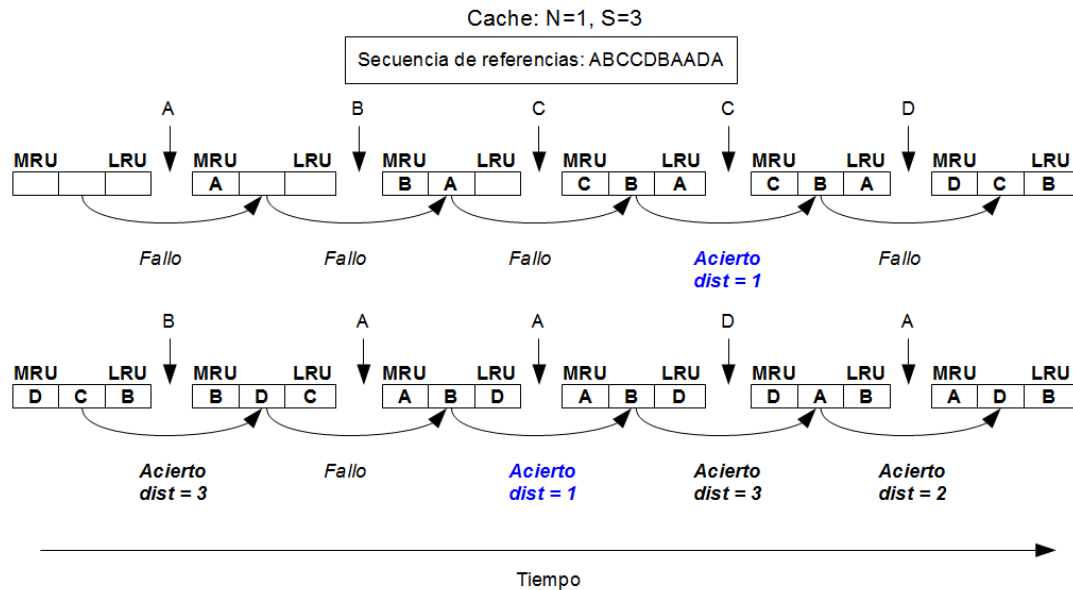 Cache: N=1, S=3
Secuencia de referencias: ABCCDBAADA
A B C C D
MRU LRU MRU LRU MRU LRU MRU LRU MRU LRU MRU LRU
A B A C B A C B A D C B
Fallo Fallo Fallo Acierto Fallo
dist = 1
B A A D A
MRU LRU MRU LRU MRU LRU MRU LRU MRU LRU MRU LRU
D C B B D C A B D A B D D A B A D B
Acierto Fallo Acierto Acierto Acierto
dist = 3 dist = 1 dist = 3 dist = 2
Tiempo